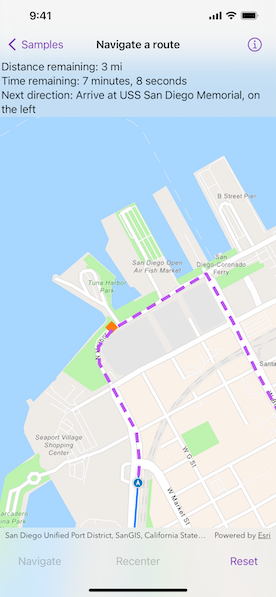 9:41
Samples
Navigate a route
Distance remaining: 3 mi
Time remaining: 7 minutes, 8 seconds
Next direction: Arrive at USS San Diego Memorial, on
the left
B Street Pier
San Diego Open
Air Fish Market
San
Diego-Coronado
Ferry
Tuna Harbor
Park
Santa
Seaport Village
Shopping
Center
W G St
W Market St
arcadero
ina Park
San Diego Unified Port District, SanGIS, California State...
Powered by Esri
Navigate
Recenter
Reset